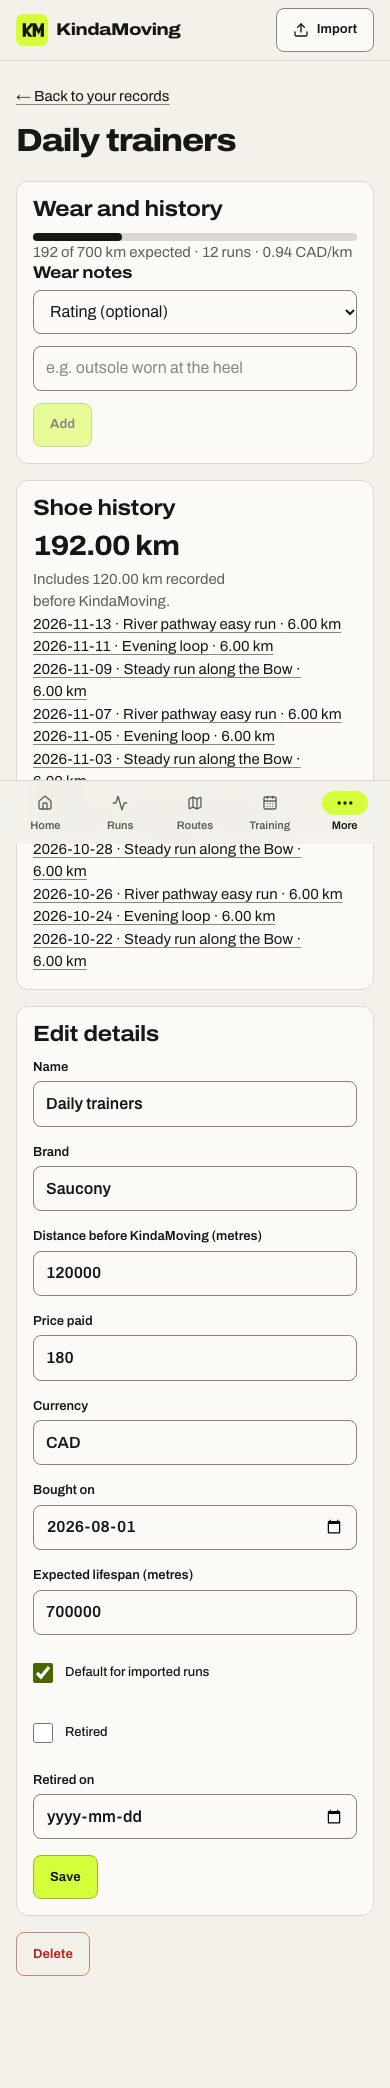 KM KindaMoving
Import
← Back to your records
Daily trainers
Wear and history
192 of 700 km expected · 12 runs · 0.94 CAD/km
Wear notes
Rating (optional)
e.g. outsole worn at the heel
Add
Shoe history
192.00 km
Includes 120.00 km recorded
before KindaMoving.
2026-11-13 · River pathway easy run · 6.00 km
2026-11-11 · Evening loop · 6.00 km
2026-11-09 · Steady run along the Bow ·
6.00 km
2026-11-07 · River pathway easy run · 6.00 km
2026-11-05 · Evening loop · 6.00 km
2026-11-03 · Steady run along the Bow ·
Home
Runs
Routes
Training
More
2026-10-28 · Steady run along the Bow ·
6.00 km
2026-10-26 · River pathway easy run · 6.00 km
2026-10-24 · Evening loop · 6.00 km
2026-10-22 · Steady run along the Bow ·
6.00 km
Edit details
Name
Daily trainers
Brand
Saucony
Distance before KindaMoving (metres)
120000
Price paid
180
Currency
CAD
Bought on
2026-08-01
Expected lifespan (metres)
700000
Default for imported runs
Retired
Retired on
yyyy-mm-dd
Save
Delete